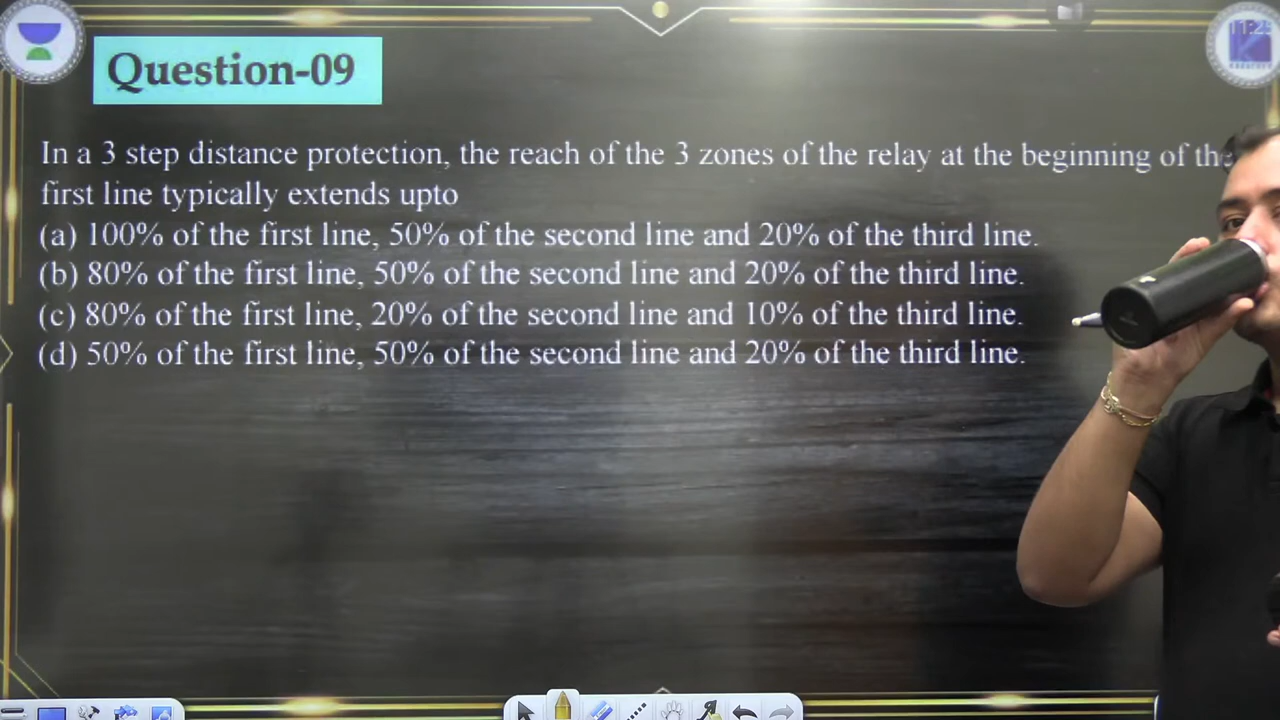 11:25
Question-09
In a 3 step distance protection, the reach of the 3 zones of the relay at the beginning of the
first line typically extends upto
(a) 100% of the first line, 50% of the second line and 20% of the third line.
(b) 80% of the first line, 50% of the second line and 20% of the third line.
(c) 80% of the first line, 20% of the second line and 10% of the third line.
(d) 50% of the first line, 50% of the second line and 20% of the third line.